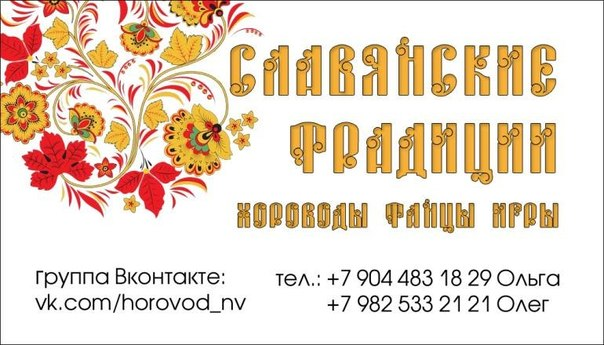 СЛАВЯНСКИЕ
ТРАДИЦИИ
ХОРОВОДЫ ТАНЦЫ ИГРЫ
Группа Вконтакте:
vk.com/horovod_nv
тел.: +7 904 483 18 29 Ольга
+7 982 533 21 21 Олег